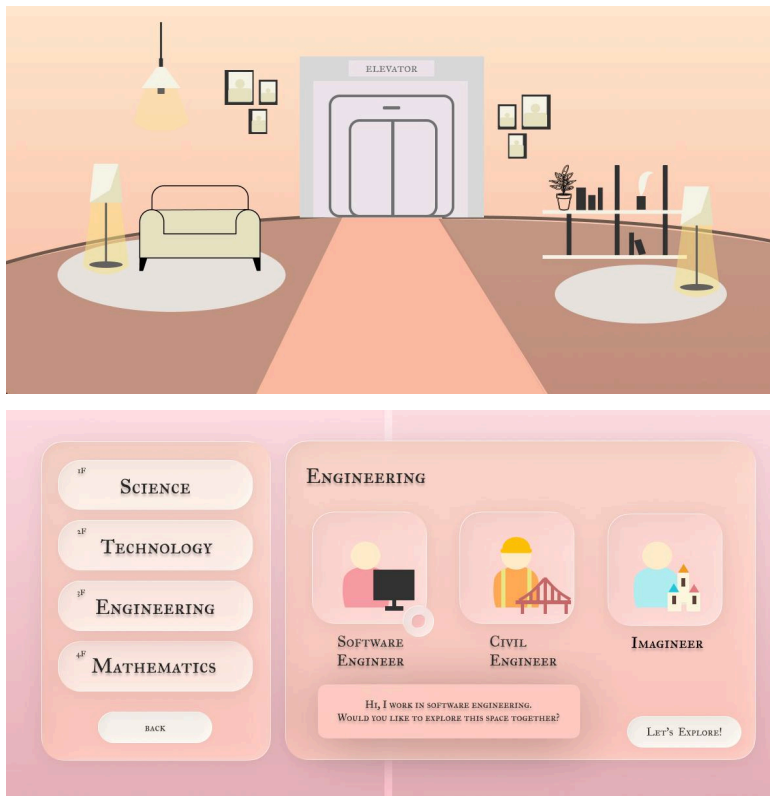 ELEVATOR
1F
SCIENCE
2F
TECHNOLOGY
3F
ENGINEERING
4F
MATHEMATICS
BACK
ENGINEERING
SOFTWARE
ENGINEER
CIVIL
ENGINEER
IMAGINEER
HI, I WORK IN SOFTWARE ENGINEERING.
WOULD YOU LIKE TO EXPLORE THIS SPACE TOGETHER?
LET'S EXPLORE!